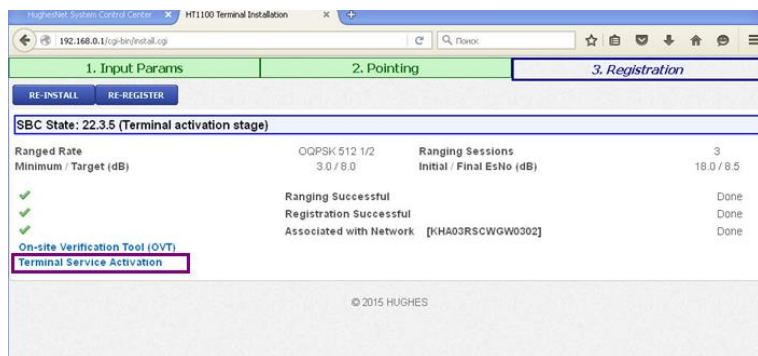 HughesNet System Control Center × HT1100 Terminal Installation ×
192.168.0.1/cgi-bin/install.cgi Поиск
1. Input Params 2. Pointing 3. Registration
RE-INSTALL RE-REGISTER
SBC State: 22.3.5 (Terminal activation stage)
Ranged Rate OQPSK 512 1/2 Ranging Sessions 3
Minimum / Target (dB) 3.0 / 8.0 Initial / Final EsNo (dB) 18.0 / 8.5
Ranging Successful Done
Registration Successful Done
Associated with Network [KHA03RSCWGW0302] Done
On-site Verification Tool (OVT)
Terminal Service Activation
© 2015 HUGHES